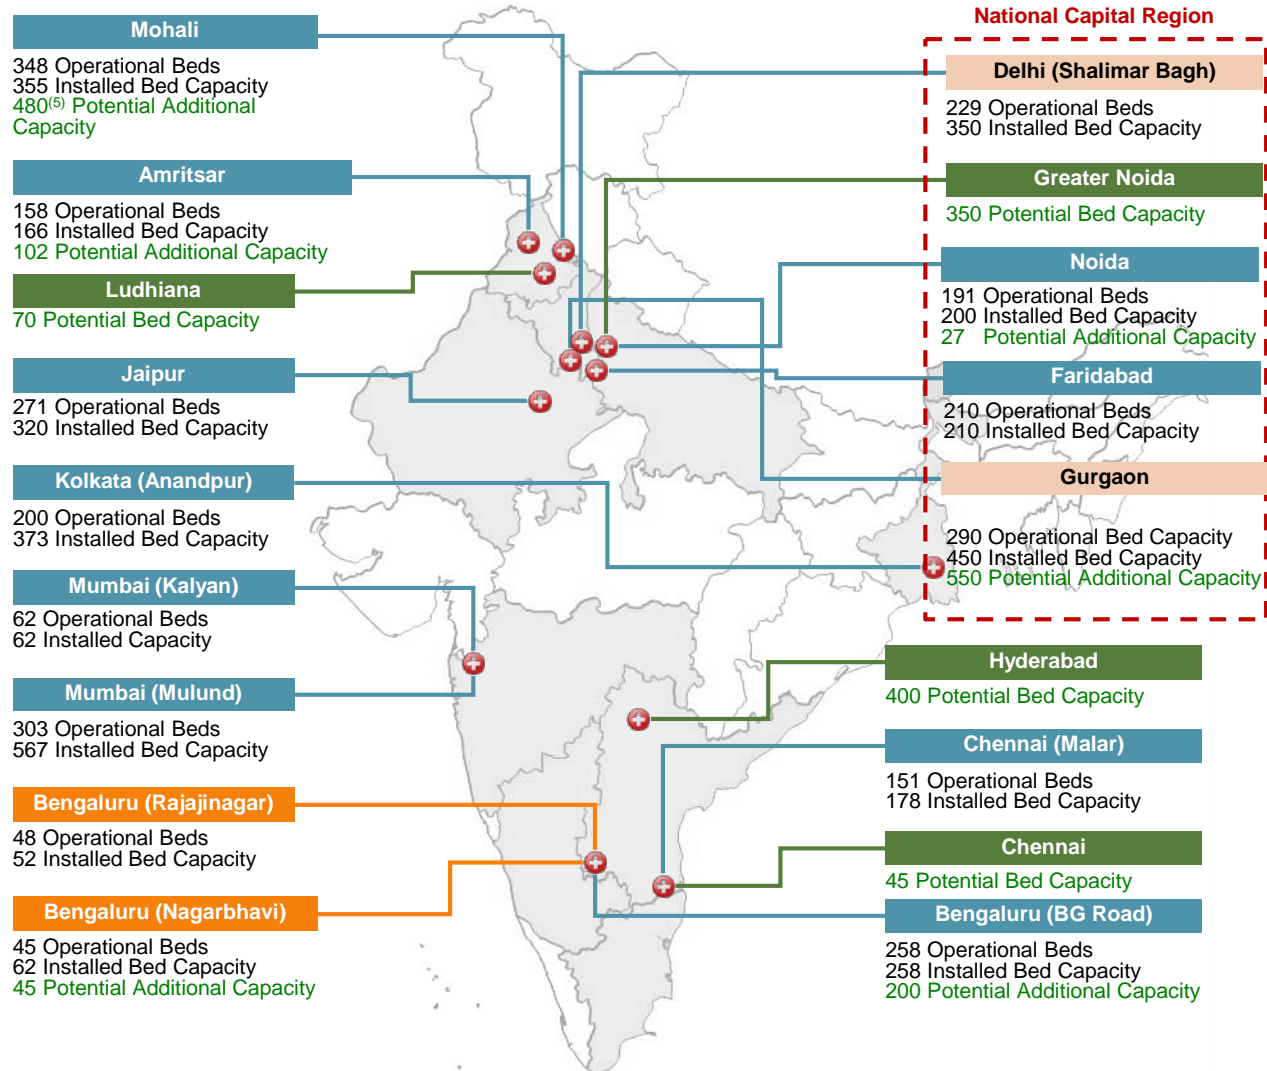 Mohali
348 Operational Beds
355 Installed Bed Capacity
480(5) Potential Additional
Capacity
Amritsar
158 Operational Beds
166 Installed Bed Capacity
102 Potential Additional Capacity
Ludhiana
70 Potential Bed Capacity
Jaipur
271 Operational Beds
320 Installed Bed Capacity
Kolkata (Anandpur)
200 Operational Beds
373 Installed Bed Capacity
Mumbai (Kalyan)
62 Operational Beds
62 Installed Capacity
Mumbai (Mulund)
303 Operational Beds
567 Installed Bed Capacity
Bengaluru (Rajajinagar)
48 Operational Beds
52 Installed Bed Capacity
Bengaluru (Nagarbhavi)
45 Operational Beds
62 Installed Bed Capacity
45 Potential Additional Capacity
National Capital Region
Delhi (Shalimar Bagh)
229 Operational Beds
350 Installed Bed Capacity
Greater Noida
350 Potential Bed Capacity
Noida
191 Operational Beds
200 Installed Bed Capacity
27 Potential Additional Capacity
Faridabad
210 Operational Beds
210 Installed Bed Capacity
Gurgaon
290 Operational Bed Capacity
450 Installed Bed Capacity
550 Potential Additional Capacity
Hyderabad
400 Potential Bed Capacity
Chennai (Malar)
151 Operational Beds
178 Installed Bed Capacity
Chennai
45 Potential Bed Capacity
Bengaluru (BG Road)
258 Operational Beds
258 Installed Bed Capacity
200 Potential Additional Capacity